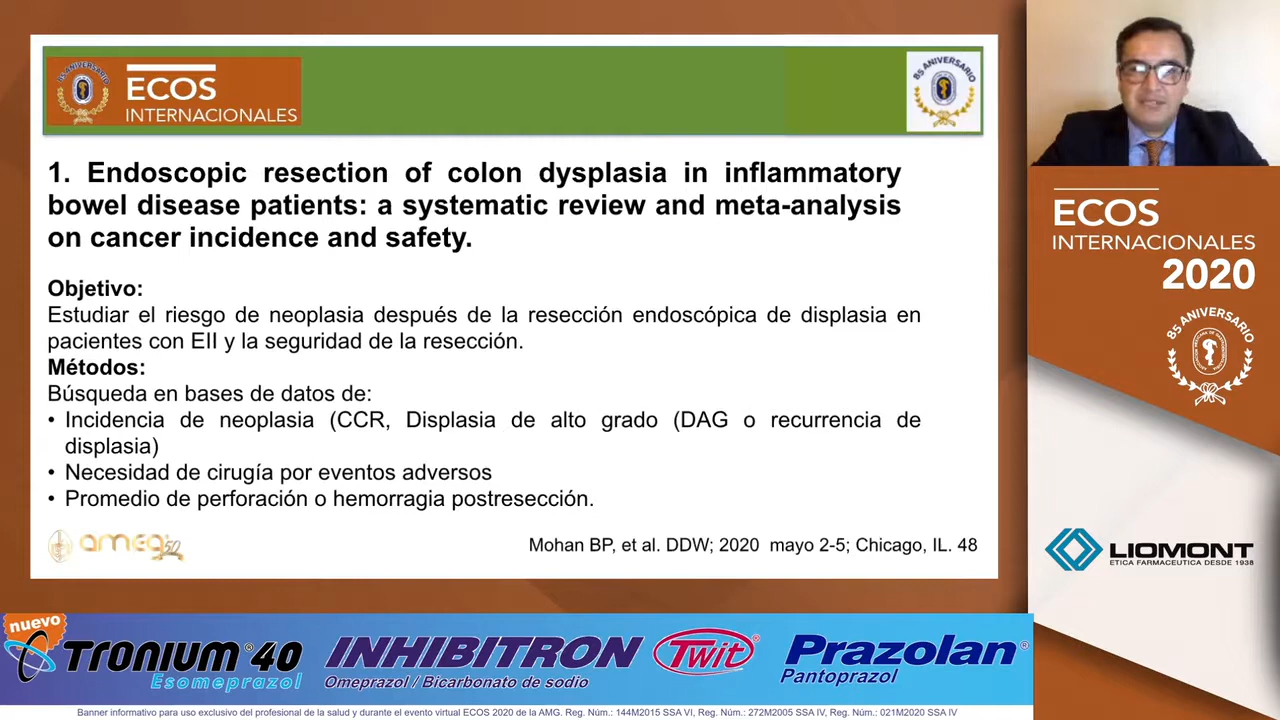 85 ANIVERSARIO
ECOS
INTERNACIONALES
85 ANIVERSARIO
1. Endoscopic resection of colon dysplasia in inflammatory
bowel disease patients: a systematic review and meta-analysis
on cancer incidence and safety.
Objetivo:
Estudiar el riesgo de neoplasia después de la resección endoscópica de displasia en
pacientes con EII y la seguridad de la resección.
Métodos:
Búsqueda en bases de datos de:
• Incidencia de neoplasia (CCR, Displasia de alto grado (DAG o recurrencia de
displasia)
• Necesidad de cirugía por eventos adversos
• Promedio de perforación o hemorragia postresección.
ameg 50
Mohan BP, et al. DDW; 2020 mayo 2-5; Chicago, IL. 48
ECOS
INTERNACIONALES
2020
85 ANIVERSARIO
LIOMONT
ETICA FARMACEUTICA DESDE 1938
nuevo
Tronium® 40
Esomeprazol
INHIBITRON
Omeprazol / Bicarbonato de sodio
Twit®
Prazolan®
Pantoprazol
Banner informativo para uso exclusivo del profesional de la salud y durante el evento virtual ECOS 2020 de la AMG. Reg. Núm.: 144M2015 SSA VI, Reg. Núm.: 272M2005 SSA IV, Reg. Núm.: 021M2020 SSA IV